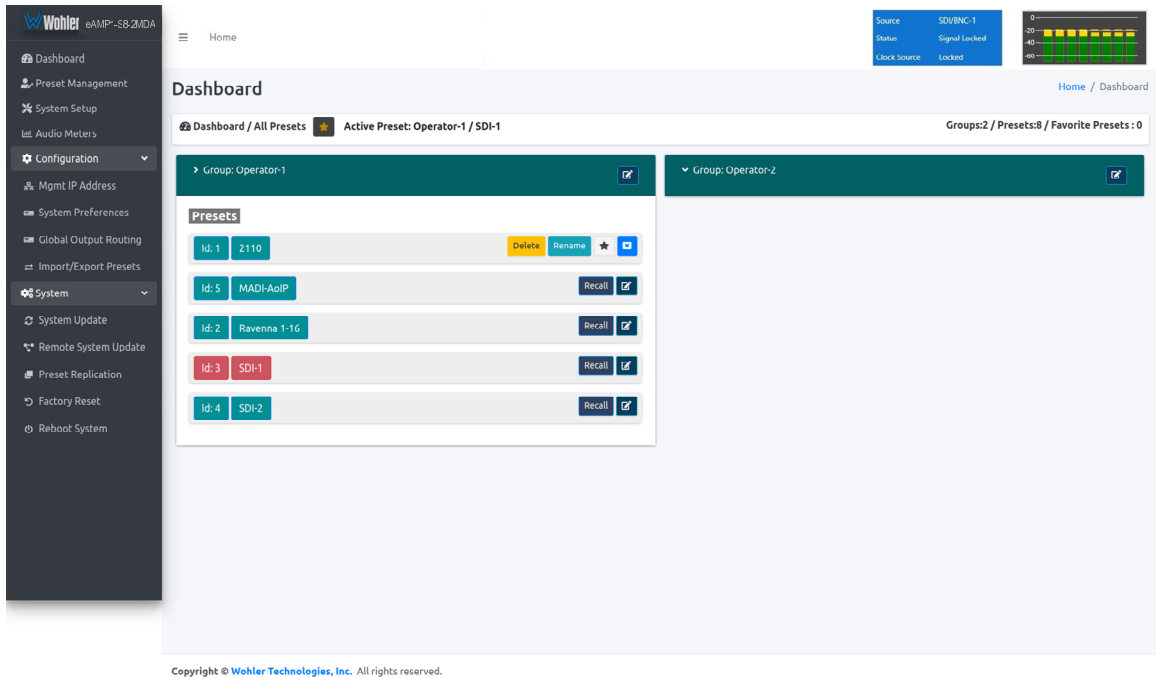 Wohler eAMP1-S8-2MDA
Dashboard
Preset Management
System Setup
Audio Meters
Configuration
Mgmt IP Address
System Preferences
Global Output Routing
Import/Export Presets
System
System Update
Remote System Update
Preset Replication
Factory Reset
Reboot System
Home
Source SDI/BNC-1
Status Signal Locked
Clock Source Locked
0
-20
-40
-60
Dashboard
Home / Dashboard
Dashboard / All Presets Active Preset: Operator-1 / SDI-1
Groups:2 / Presets:8 / Favorite Presets : 0
Group: Operator-1
Presets
Id: 1 2110 Delete Rename
Id: 5 MADI-AoIP Recall
Id: 2 Ravenna 1-16 Recall
Id: 3 SDI-1 Recall
Id: 4 SDI-2 Recall
Group: Operator-2
Copyright © Wohler Technologies, Inc. All rights reserved.